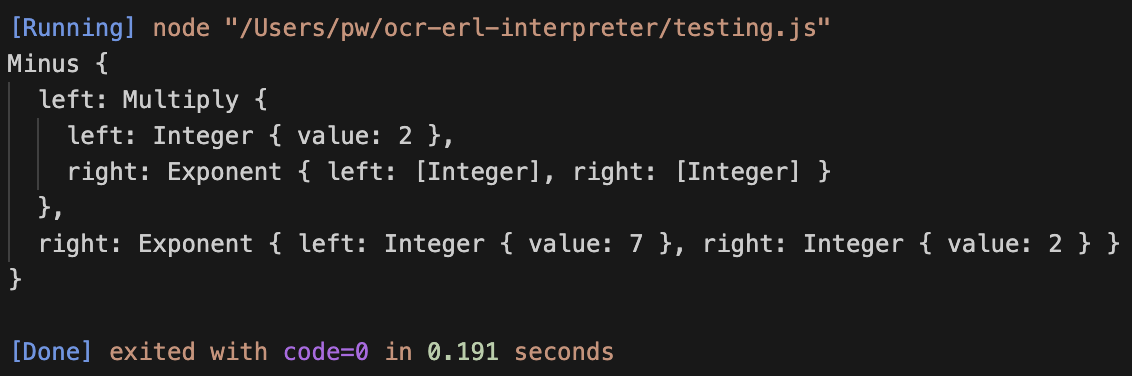 [Running] node "/Users/pw/ocr-erl-interpreter/testing.js"
Minus {
  left: Multiply {
    left: Integer { value: 2 },
    right: Exponent { left: [Integer], right: [Integer] }
  },
  right: Exponent { left: Integer { value: 7 }, right: Integer { value: 2 } }
}

[Done] exited with code=0 in 0.191 seconds